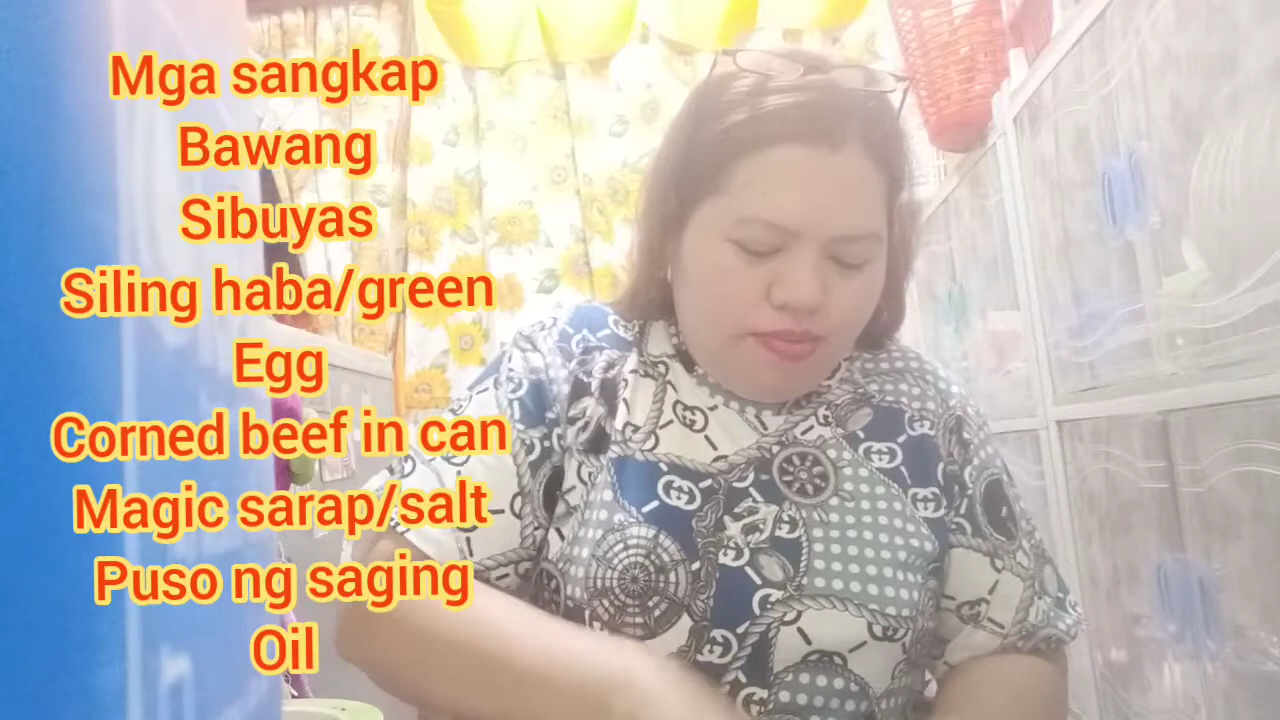 Mga sangkap
Bawang
Sibuyas
Siling haba/green
Egg
Corned beef in can
Magic sarap/salt
Puso ng saging
Oil